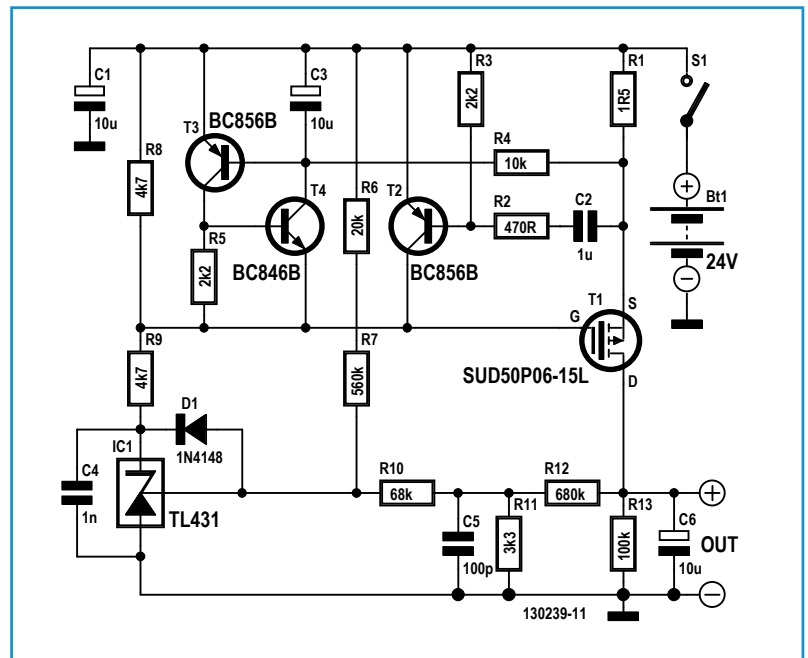 C1
10u
R8
4k7
T3
BC856B
C3
10u
T4
BC846B
R5
2k2
R6
20k
T2
BC856B
R3
2k2
R4
10k
R2
470R
C2
1u
R1
1R5
S1
Bt1
24V
T1
G
S
D
SUD50P06-15L
R9
4k7
R7
560k
D1
1N4148
IC1
TL431
C4
1n
R10
68k
C5
100p
R11
3k3
R12
680k
R13
100k
C6
10u
OUT
130239-11